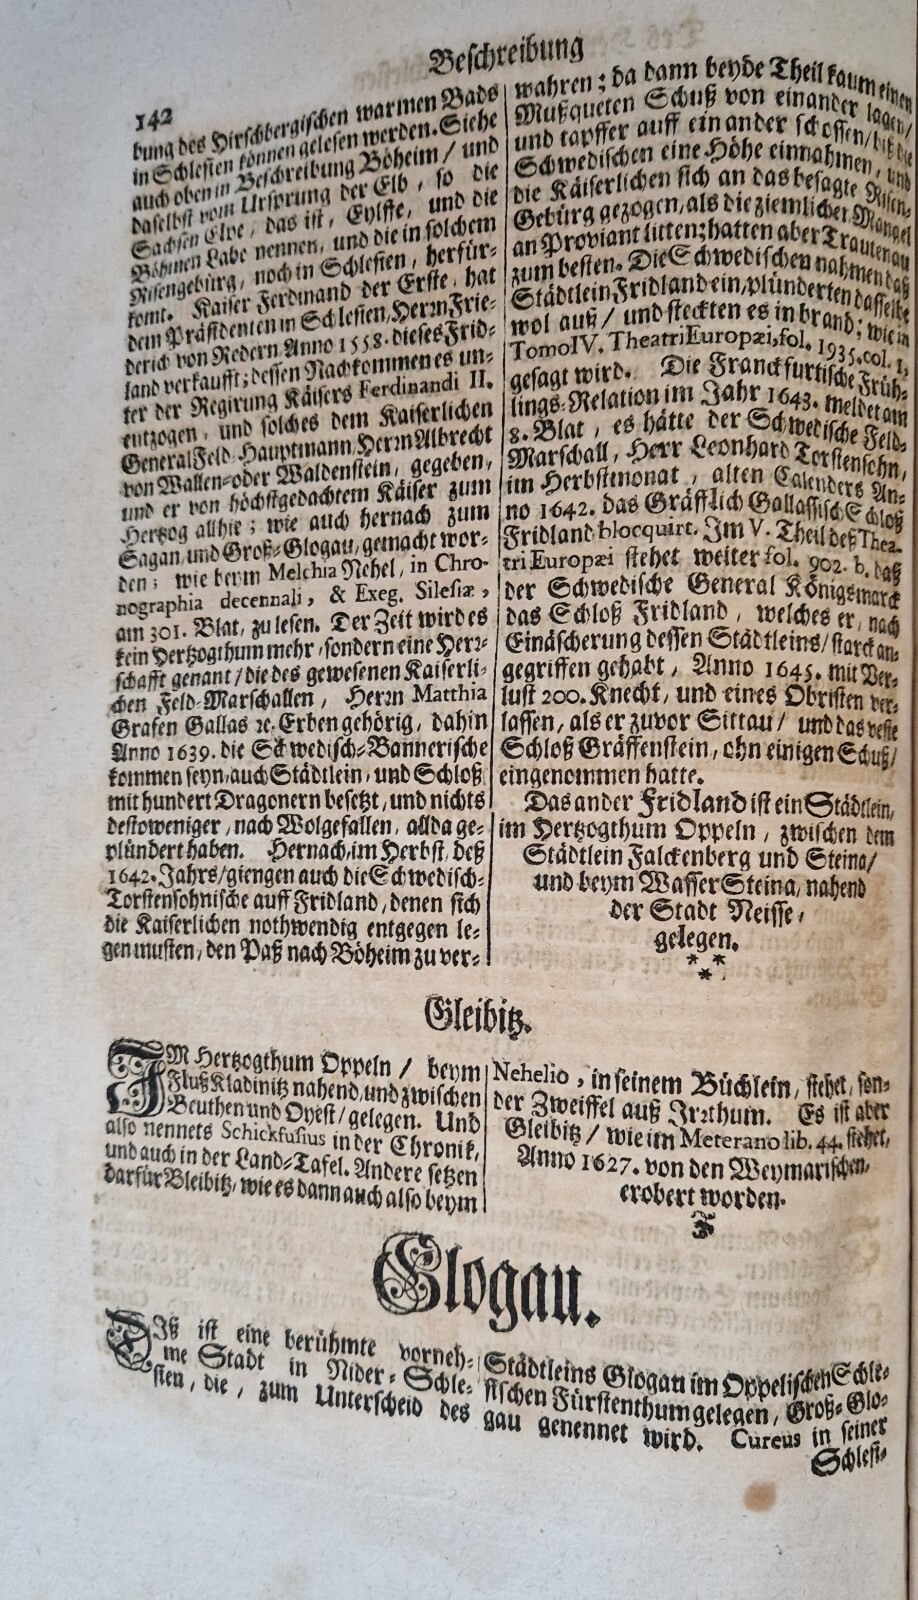 142
Beschreibung
bung des Hirschbergischen warmen Bads
in Schlesien können gelesen werden. Siehe
auch oben in Beschreibung Böheim / und
daselbst vom Ursprung der Elb, so die
Sachsen Elve, das ist, Eylffte, und die
Böhmen Labe nennen, und die in solchem
Risengebürg, noch in Schlesien, herfür-
komt. Kaiser Ferdinand der Erste, hat
dem Präsidenten in Schlesien, Herrn Frie-
derich von Redern Anno 1558. dieses Frid-
land verkaufft; dessen Nachkommen es un-
ter der Regirung Käisers Ferdinandi II.
entzogen, und solches dem Kaiserlichen
General Feld-Hauptmann, Herrn Albrecht
von Wallen- oder Waldenstein, gegeben,
und er von höchstgedachtem Käiser zum
Hertzog allhie; wie auch hernach zum
Sagan, und Groß-Glogau, gemacht wor-
den; wie beym Melchia Nehel, in Chro-
nographia decennali, & Exeg. Silesiæ,
am 301. Blat, zu lesen. Der Zeit wird es
kein Hertzogthum mehr, sondern eine Herr-
schafft genant / die des gewesenen Kaiserli-
chen Feld-Marschallen, Herrn Matthia
Grafen Gallas ꝛc. Erben gehörig, dahin
Anno 1639. die Schwedisch-Bannerische
kommen seyn, auch Städtlein, und Schloß
mit hundert Dragonern besetzt, und nichts
destoweniger, nach Wolgefallen, allda ge-
plündert haben. Hernach, im Herbst, deß
1642. Jahrs / giengen auch die Schwedisch-
Torstensohnische auff Fridland, denen sich
die Kaiserlichen nothwendig entgegen le-
gen musten, den Paß nach Böheim zu ver-
wahren; da dann beyde Theil kaum einen
Mußqueten Schuß von einander lagen /
und tapffer auff einander schossen / biß die
Schwedischen eine Höhe einnahmen, und
die Käiserlichen sich an das besagte Risen-
Gebürg gezogen, als die ziemlichen Mangel
an Proviant litten / hatten aber Trautenau
zum besten. Die Schwedischen nahmen daß
Städtlein Fridland ein, plünderten dasselbe
wol auß / und steckten es in brand; wie in
Tomo IV. Theatri Europæi, fol. 1935. col. 1,
gesagt wird. Die Franckfurtische Früh-
lings-Relation im Jahr 1643. meldet am
8. Blat, es hätte der Schwedische Feld-
Marschall, Herr Leonhard Torstensohn,
im Herbstmonat, alten Calenders An-
no 1642. das Gräfflich Gallassisch Schloß
Fridland blocquirt. Im V. Theil deß Thea-
tri Europæi stehet weiter fol. 902. b. daß
der Schwedische General Königsmarck
das Schloß Fridland, welches er, nach
Einäscherung dessen Städtleins / starck an-
gegriffen gehabt, Anno 1645. mit Ver-
lust 200. Knecht, und eines Obristen ver-
lassen, als er zuvor Sittau / und das veste
Schloß Gräffenstein, ohn einigen Schuß /
eingenommen hatte.
Das ander Fridland ist ein Städtlein,
im Hertzogthum Oppeln, zwischen dem
Städtlein Falckenberg und Steina /
und beym Wasser Steina, nahend
der Stadt Neisse,
gelegen.
* *
*
Gleibitz.
IM Hertzogthum Oppeln / beym
Fluß Kladinitz nahend, und zwischen
Beuthen und Oyest / gelegen. Und
also nennets Schickfusius in der Chronik,
und auch in der Land-Tafel. Andere setzen
darfür Bleibitz, wie es dann auch also beym
Nehelio, in seinem Büchlein, stehet, son-
der Zweiffel auß Irrthum. Es ist aber
Gleibitz / wie im Meterano lib. 44. stehet,
Anno 1627. von den Weymarischen,
erobert worden.
Glogau.
DIß ist eine berühmte vorneh-
me Stadt in Nider-Schle-
sien, die, zum Unterscheid des
Städtleins Glogau im Oppelischen Schle-
sischen Fürstenthum gelegen, Groß-Glo-
gau genennet wird. Cureus in seiner
Schlesi-